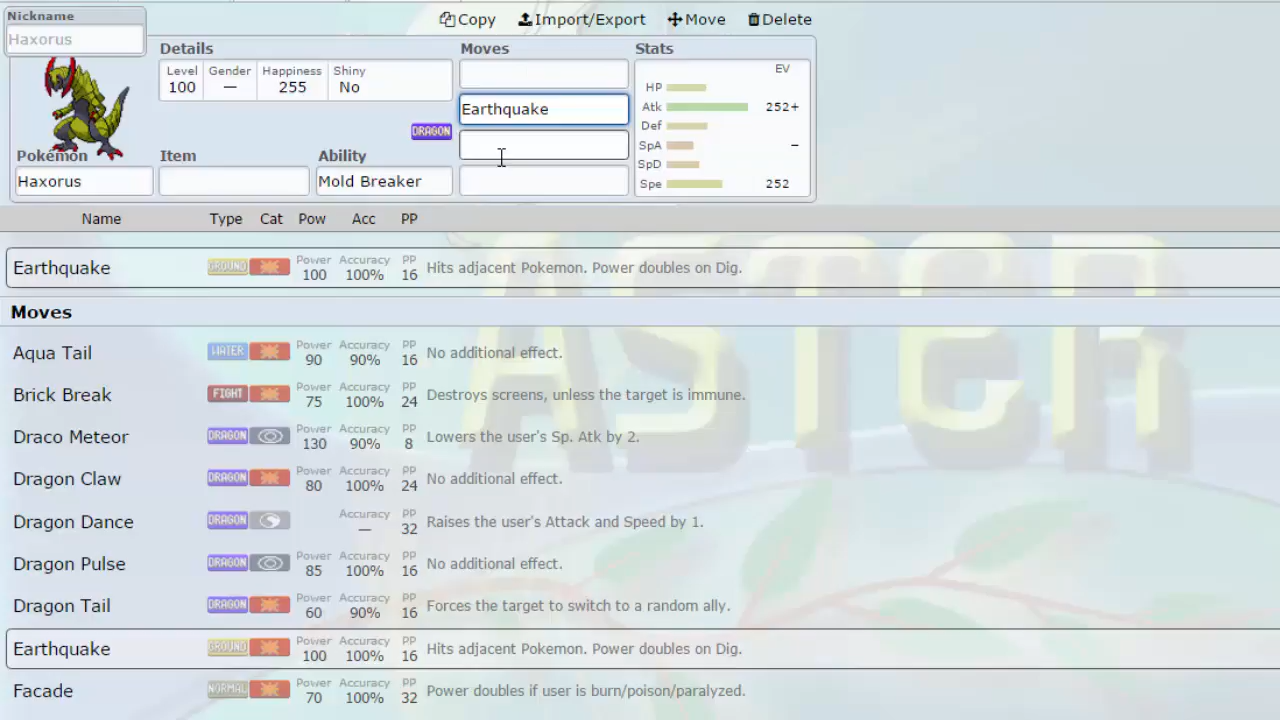 Nickname
Haxorus
Copy Import/Export Move Delete
Details Moves Stats
Level Gender Happiness Shiny
100 — 255 No
EV
HP
Atk 252+
Def
SpA –
SpD
Spe 252
Earthquake
DRAGON
Pokémon Item Ability
Haxorus Mold Breaker
Name Type Cat Pow Acc PP
Earthquake GROUND Power 100 Accuracy 100% PP 16 Hits adjacent Pokemon. Power doubles on Dig.
Moves
Aqua Tail WATER Power 90 Accuracy 90% PP 16 No additional effect.
Brick Break FIGHT Power 75 Accuracy 100% PP 24 Destroys screens, unless the target is immune.
Draco Meteor DRAGON Power 130 Accuracy 90% PP 8 Lowers the user's Sp. Atk by 2.
Dragon Claw DRAGON Power 80 Accuracy 100% PP 24 No additional effect.
Dragon Dance DRAGON Accuracy — PP 32 Raises the user's Attack and Speed by 1.
Dragon Pulse DRAGON Power 85 Accuracy 100% PP 16 No additional effect.
Dragon Tail DRAGON Power 60 Accuracy 90% PP 16 Forces the target to switch to a random ally.
Earthquake GROUND Power 100 Accuracy 100% PP 16 Hits adjacent Pokemon. Power doubles on Dig.
Facade NORMAL Power 70 Accuracy 100% PP 32 Power doubles if user is burn/poison/paralyzed.
ASTER